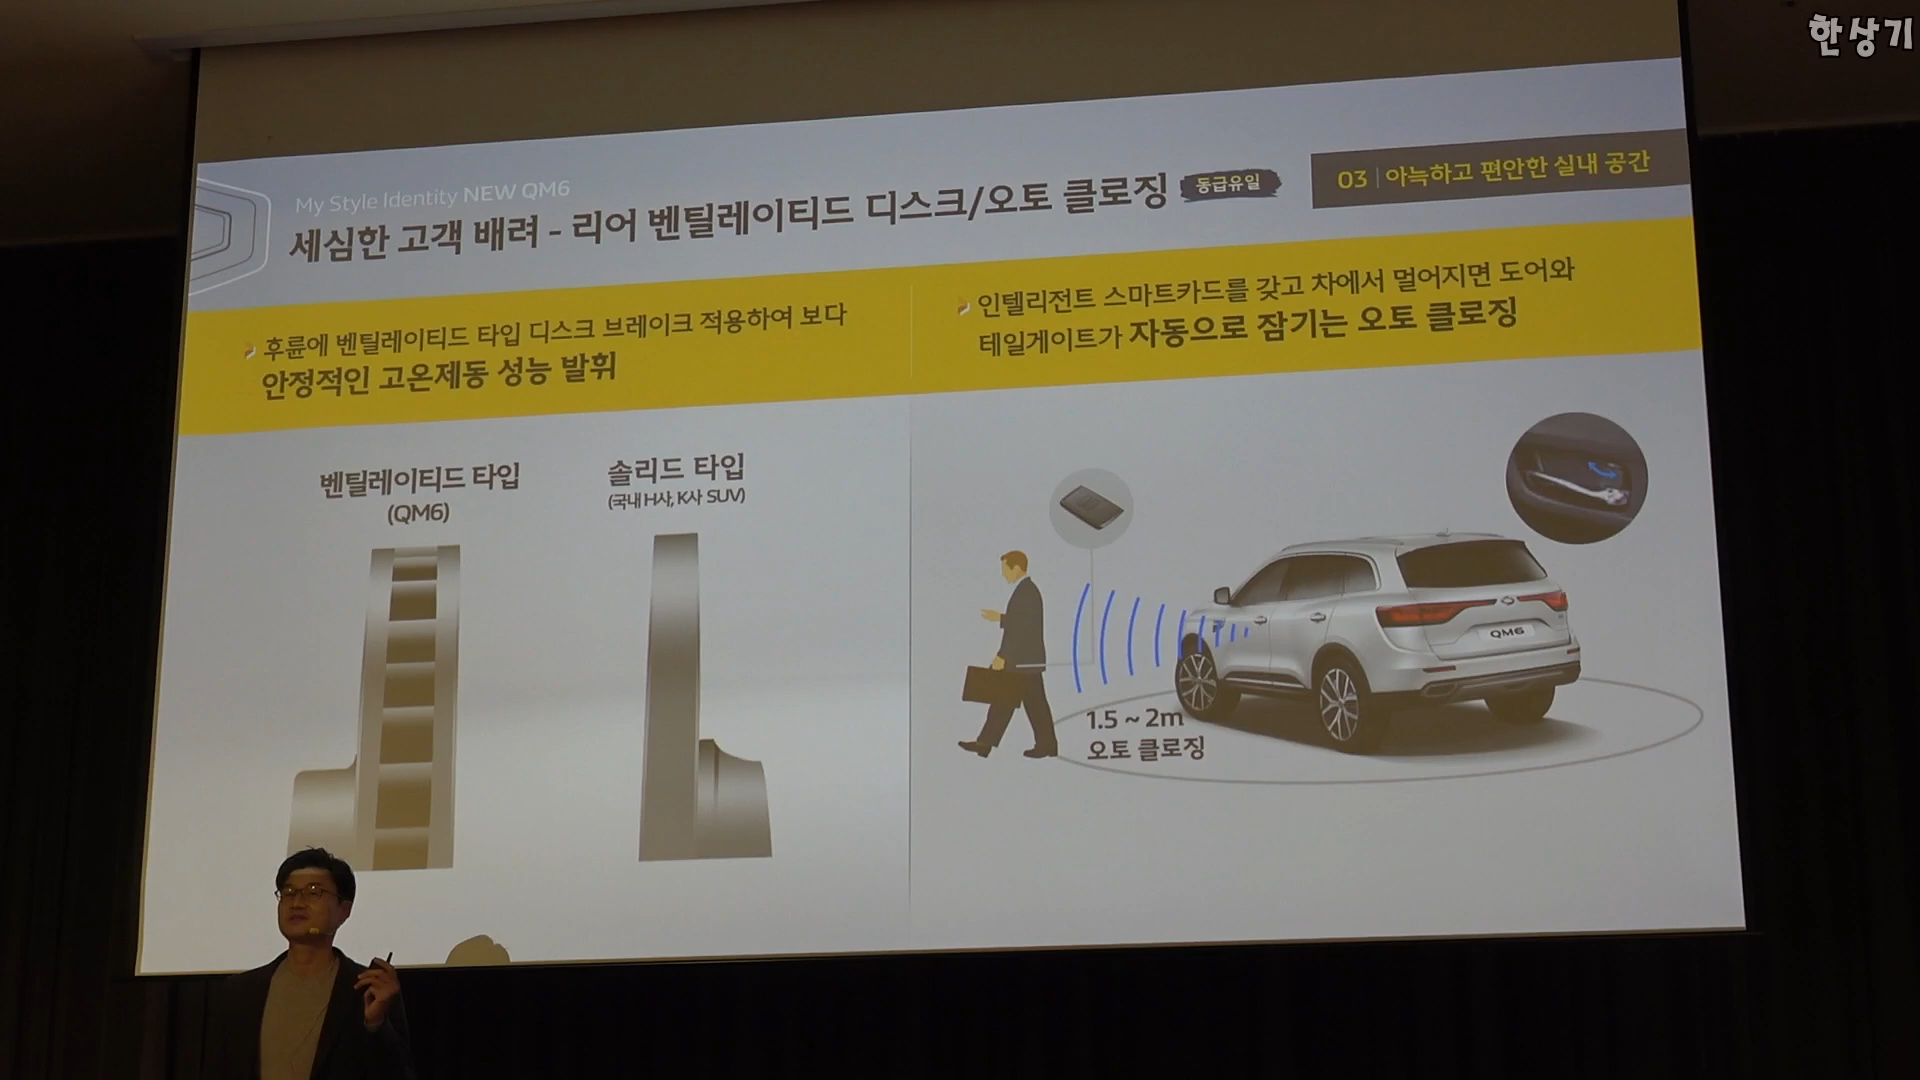 한상기
My Style Identity NEW QM6
세심한 고객 배려 - 리어 벤틸레이티드 디스크/오토 클로징 동급유일
03 | 아늑하고 편안한 실내 공간
후륜에 벤틸레이티드 타입 디스크 브레이크 적용하여 보다
안정적인 고온제동 성능 발휘
인텔리전트 스마트카드를 갖고 차에서 멀어지면 도어와
테일게이트가 자동으로 잠기는 오토 클로징
벤틸레이티드 타입
(QM6)
솔리드 타입
(국내 H사, K사 SUV)
QM6
1.5 ~ 2m
오토 클로징